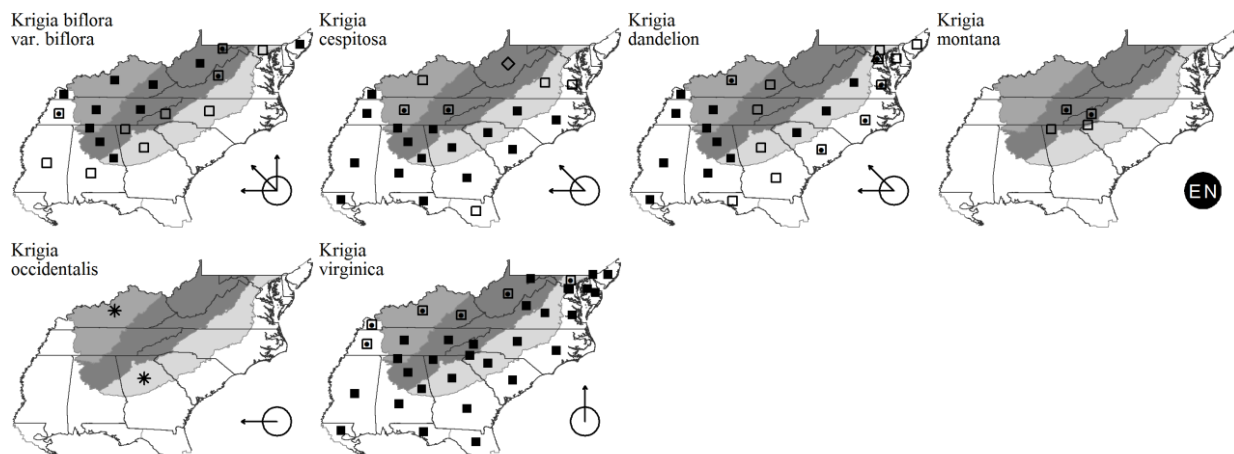 Krigia biflora
var. biflora
Krigia
cespitosa
Krigia
dandelion
Krigia
montana
EN
Krigia
occidentalis
Krigia
virginica